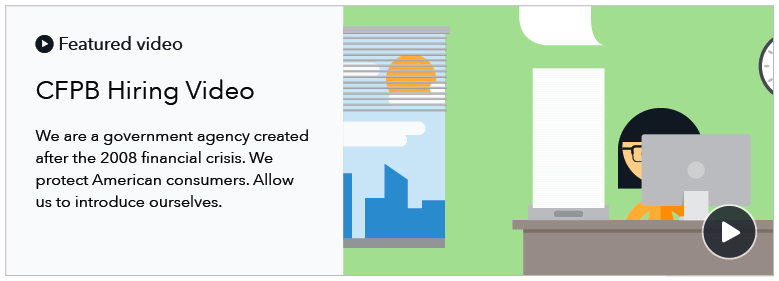 Featured video
CFPB Hiring Video
We are a government agency created
after the 2008 financial crisis. We
protect American consumers. Allow
us to introduce ourselves.